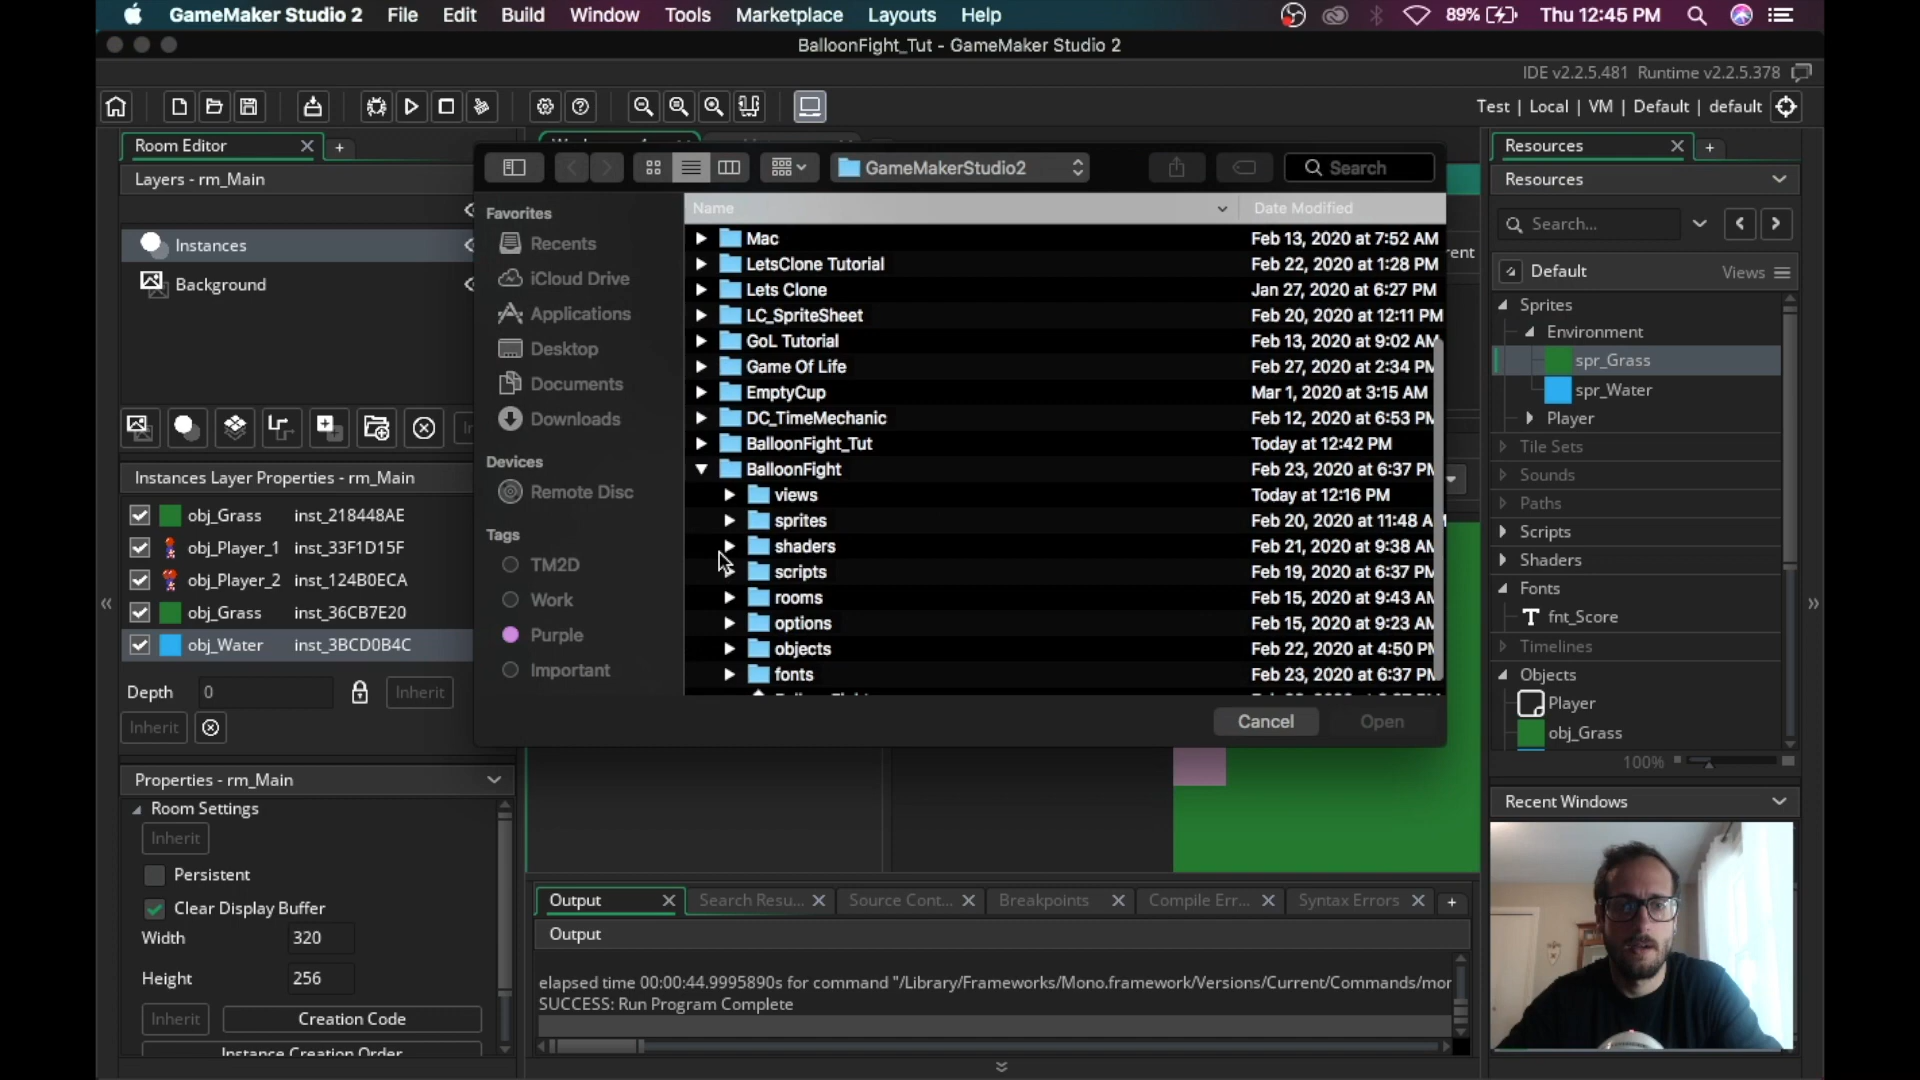 GameMaker Studio 2 File Edit Build Window Tools Marketplace Layouts Help 89% Thu 12:45 PM
BalloonFight_Tut - GameMaker Studio 2
IDE v2.2.5.481 Runtime v2.2.5.378
Test | Local | VM | Default | default
Room Editor
Layers - rm_Main
Instances
Background
Instances Layer Properties - rm_Main
obj_Grass inst_218448AE
obj_Player_1 inst_33F1D15F
obj_Player_2 inst_124B0ECA
obj_Grass inst_36CB7E20
obj_Water inst_3BCD0B4C
Depth 0 Inherit
Inherit
Properties - rm_Main
Room Settings
Inherit
Persistent
Clear Display Buffer
Width 320
Height 256
Inherit Creation Code
Instance Creation Order
GameMakerStudio2
Search
Favorites
Recents
iCloud Drive
Applications
Desktop
Documents
Downloads
Devices
Remote Disc
Tags
TM2D
Work
Purple
Important
Name Date Modified
Mac Feb 13, 2020 at 7:52 AM
LetsClone Tutorial Feb 22, 2020 at 1:28 PM
Lets Clone Jan 27, 2020 at 6:27 PM
LC_SpriteSheet Feb 20, 2020 at 12:11 PM
GoL Tutorial Feb 13, 2020 at 9:02 AM
Game Of Life Feb 27, 2020 at 2:34 PM
EmptyCup Mar 1, 2020 at 3:15 AM
DC_TimeMechanic Feb 12, 2020 at 6:53 PM
BalloonFight_Tut Today at 12:42 PM
BalloonFight Feb 23, 2020 at 6:37 PM
views Today at 12:16 PM
sprites Feb 20, 2020 at 11:48 AM
shaders Feb 21, 2020 at 9:38 AM
scripts Feb 19, 2020 at 6:37 PM
rooms Feb 15, 2020 at 9:43 AM
options Feb 15, 2020 at 9:23 AM
objects Feb 22, 2020 at 4:50 PM
fonts Feb 23, 2020 at 6:37 PM
Cancel Open
Output Search Resu... Source Cont... Breakpoints Compile Err... Syntax Errors
Output
elapsed time 00:00:44.9995890s for command "/Library/Frameworks/Mono.framework/Versions/Current/Commands/mor
SUCCESS: Run Program Complete
Resources
Resources
Search...
Default Views
Sprites
Environment
spr_Grass
spr_Water
Player
Tile Sets
Sounds
Paths
Scripts
Shaders
Fonts
fnt_Score
Timelines
Objects
Player
obj_Grass
100%
Recent Windows